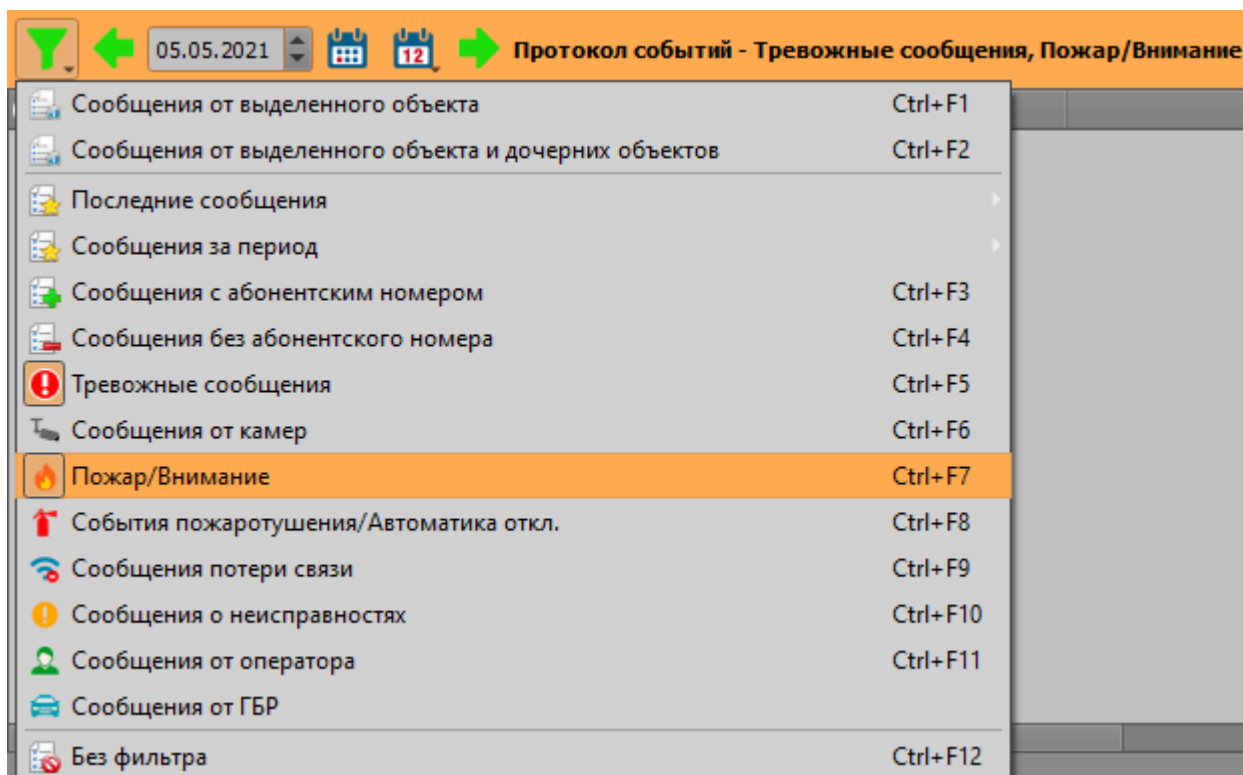 05.05.2021 12 Протокол событий - Тревожные сообщения, Пожар/Внимание
Сообщения от выделенного объекта Ctrl+F1
Сообщения от выделенного объекта и дочерних объектов Ctrl+F2
Последние сообщения
Сообщения за период
Сообщения с абонентским номером Ctrl+F3
Сообщения без абонентского номера Ctrl+F4
Тревожные сообщения Ctrl+F5
Сообщения от камер Ctrl+F6
Пожар/Внимание Ctrl+F7
События пожаротушения/Автоматика откл. Ctrl+F8
Сообщения потери связи Ctrl+F9
Сообщения о неисправностях Ctrl+F10
Сообщения от оператора Ctrl+F11
Сообщения от ГБР
Без фильтра Ctrl+F12